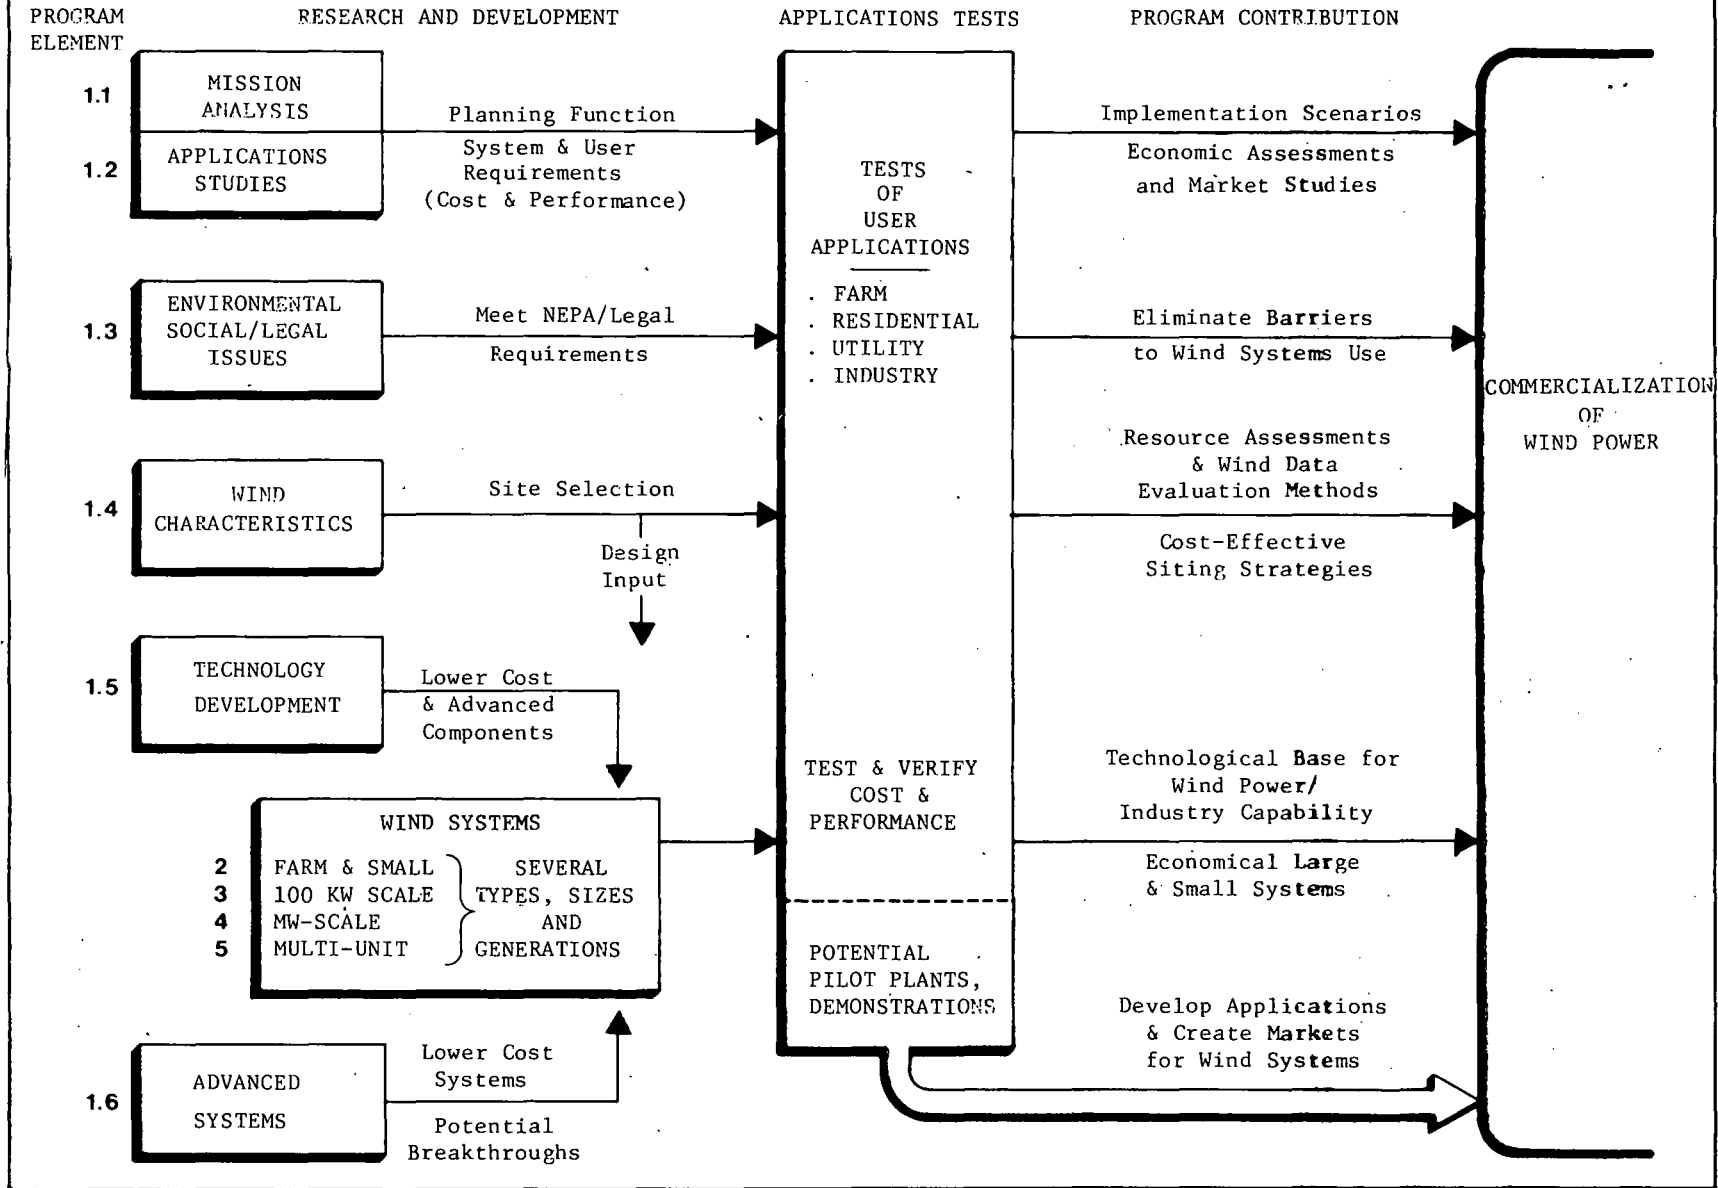 PROGRAM ELEMENT
RESEARCH AND DEVELOPMENT
APPLICATIONS TESTS
PROGRAM CONTRIBUTION
1.1
MISSION
ANALYSIS
1.2
APPLICATIONS
STUDIES
Planning Function
System & User
Requirements
(Cost & Performance)
1.3
ENVIRONMENTAL
SOCIAL/LEGAL
ISSUES
Meet NEPA/Legal
Requirements
1.4
WIND
CHARACTERISTICS
Site Selection
Design
Input
1.5
TECHNOLOGY
DEVELOPMENT
Lower Cost
& Advanced
Components
WIND SYSTEMS
2 FARM & SMALL
3 100 KW SCALE
4 MW-SCALE
5 MULTI-UNIT
SEVERAL
TYPES, SIZES
AND
GENERATIONS
1.6
ADVANCED
SYSTEMS
Lower Cost
Systems
Potential
Breakthroughs
TESTS
OF
USER
APPLICATIONS
. FARM
. RESIDENTIAL
. UTILITY
. INDUSTRY
TEST & VERIFY
COST &
PERFORMANCE
POTENTIAL
PILOT PLANTS,
DEMONSTRATIONS
Implementation Scenarios
Economic Assessments
and Market Studies
Eliminate Barriers
to Wind Systems Use
Resource Assessments
& Wind Data
Evaluation Methods
Cost-Effective
Siting Strategies
Technological Base for
Wind Power/
Industry Capability
Economical Large
& Small Systems
Develop Applications
& Create Markets
for Wind Systems
COMMERCIALIZATION
OF
WIND POWER